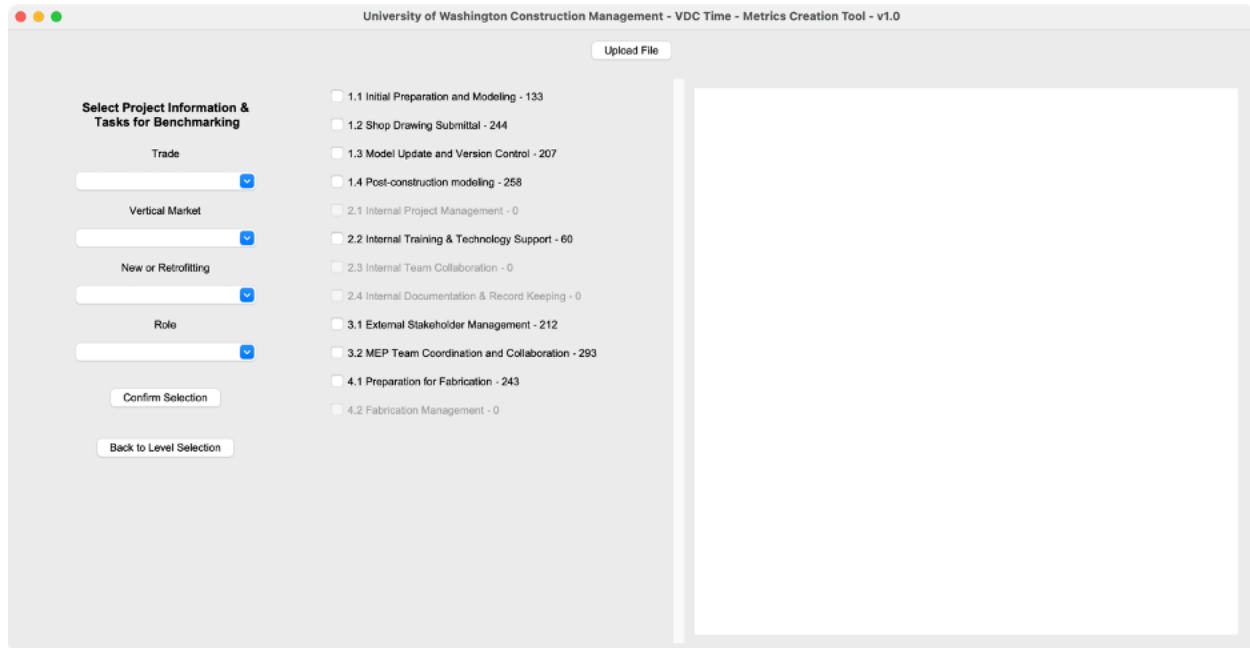 University of Washington Construction Management - VDC Time - Metrics Creation Tool - v1.0
Upload File
Select Project Information &
Tasks for Benchmarking
Trade
Vertical Market
New or Retrofitting
Role
Confirm Selection
Back to Level Selection
1.1 Initial Preparation and Modeling - 133
1.2 Shop Drawing Submittal - 244
1.3 Model Update and Version Control - 207
1.4 Post-construction modeling - 258
2.1 Internal Project Management - 0
2.2 Internal Training & Technology Support - 60
2.3 Internal Team Collaboration - 0
2.4 Internal Documentation & Record Keeping - 0
3.1 External Stakeholder Management - 212
3.2 MEP Team Coordination and Collaboration - 293
4.1 Preparation for Fabrication - 243
4.2 Fabrication Management - 0